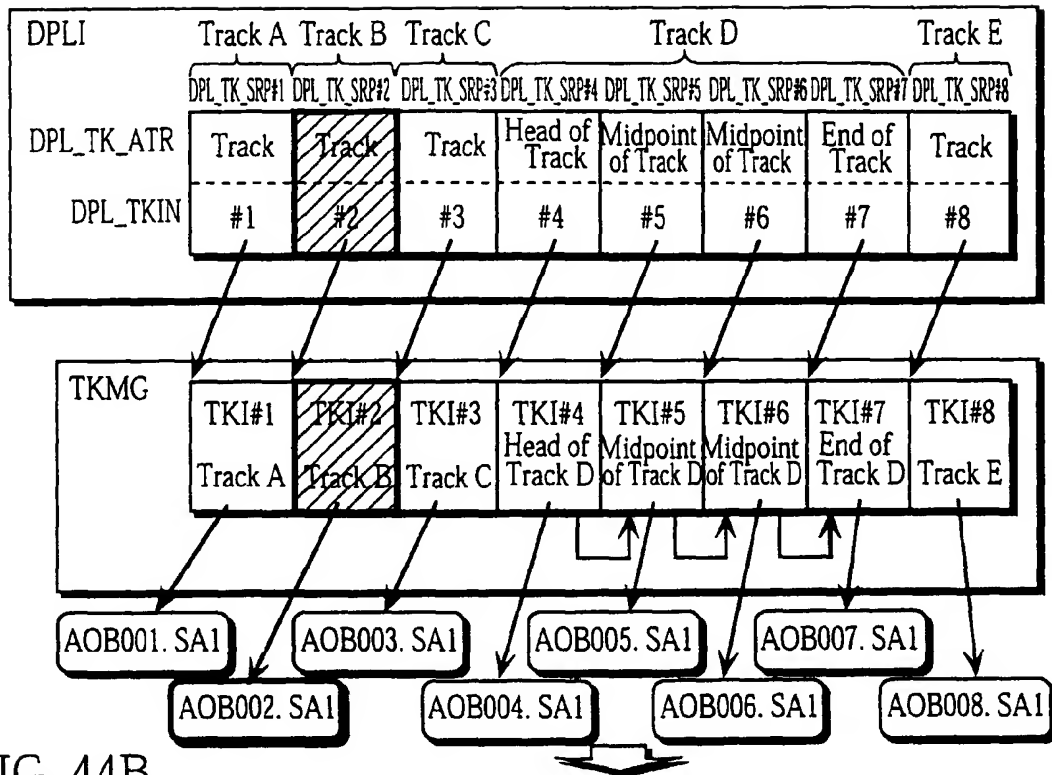 DPLI Track A Track B Track C Track D Track E
DPL_TK_SRP#1 DPL_TK_SRP#2 DPL_TK_SRP#3 DPL_TK_SRP#4 DPL_TK_SRP#5 DPL_TK_SRP#6 DPL_TK_SRP#7 DPL_TK_SRP#8
DPL_TK_ATR Track Track Track Head of Track Midpoint of Track Midpoint of Track End of Track Track
DPL_TKIN #1 #2 #3 #4 #5 #6 #7 #8
TKMG
TKI#1 TKI#2 TKI#3 TKI#4 TKI#5 TKI#6 TKI#7 TKI#8
Track A Track B Track C Head of Track D Midpoint of Track D Midpoint of Track D End of Track D Track E
AOB001. SA1 AOB003. SA1 AOB005. SA1 AOB007. SA1
AOB002. SA1 AOB004. SA1 AOB006. SA1 AOB008. SA1
IG. 44B